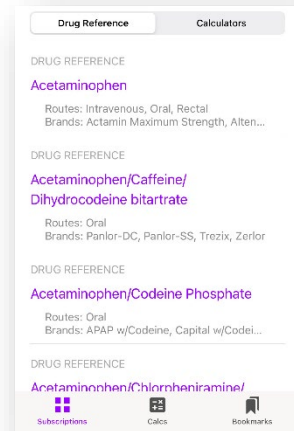 Drug Reference
Calculators
DRUG REFERENCE
Acetaminophen
Routes: Intravenous, Oral, Rectal
Brands: Actamin Maximum Strength, Alten...
DRUG REFERENCE
Acetaminophen/Caffeine/
Dihydrocodeine bitartrate
Routes: Oral
Brands: Panlor-DC, Panlor-SS, Trezix, Zerlor
DRUG REFERENCE
Acetaminophen/Codeine Phosphate
Routes: Oral
Brands: APAP w/Codeine, Capital w/Codei...
DRUG REFERENCE
Acetaminophen/Chlorpheniramine/
Subscriptions
Calcs
Bookmarks